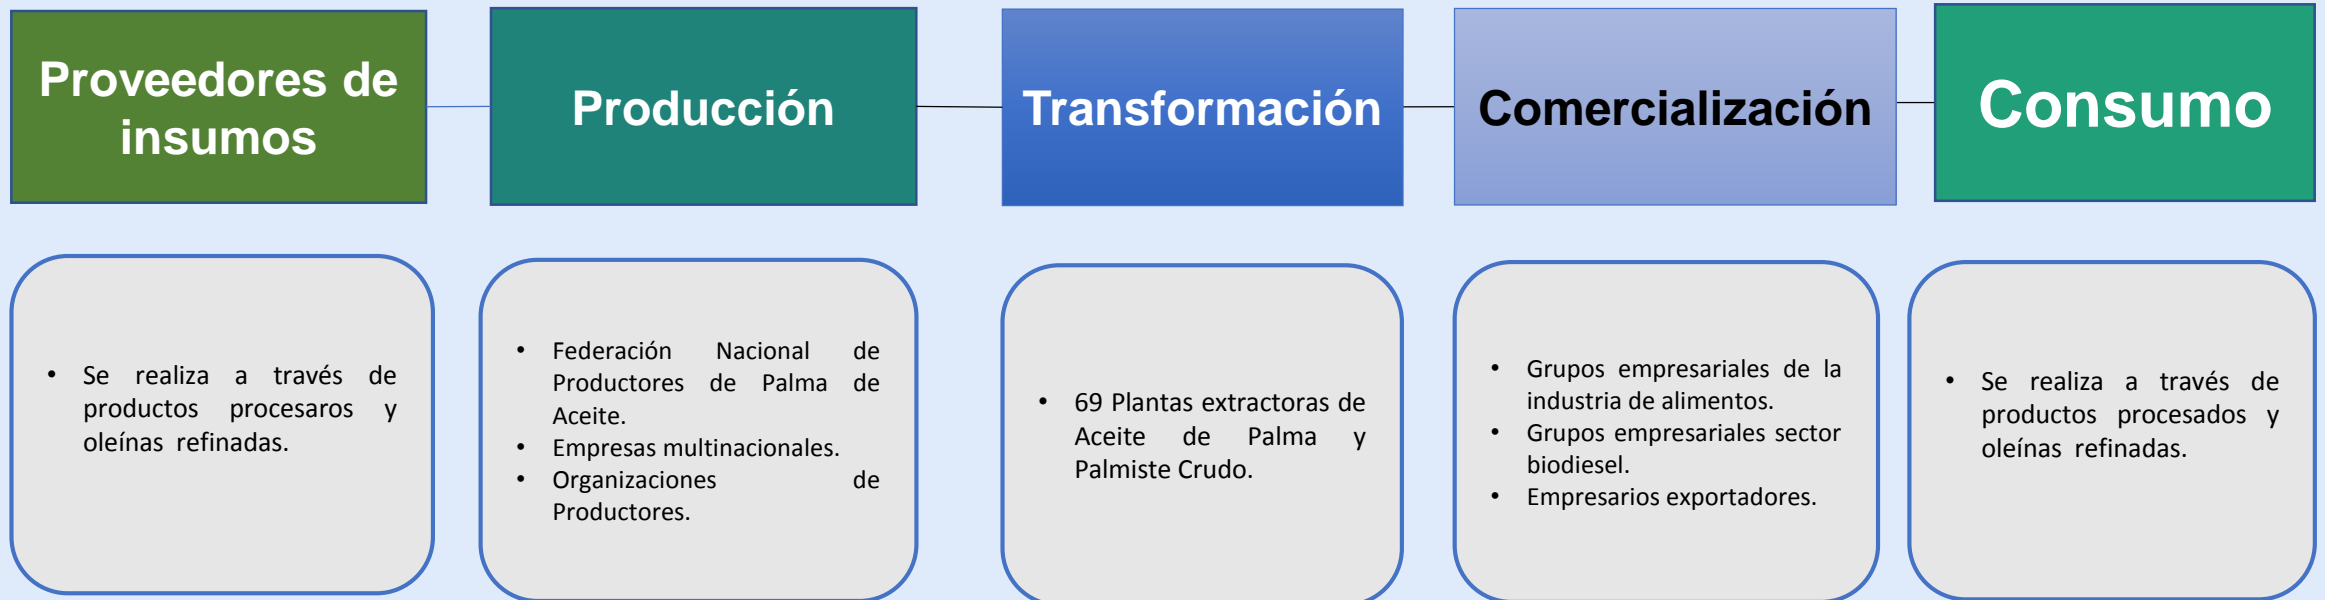 Proveedores de
insumos
Producción
Transformación
Comercialización
Consumo
• Se realiza a través de
productos procesaros y
oleínas refinadas.
• Federación Nacional de
Productores de Palma de
Aceite.
• Empresas multinacionales.
• Organizaciones de
Productores.
• 69 Plantas extractoras de
Aceite de Palma y
Palmiste Crudo.
• Grupos empresariales de la
industria de alimentos.
• Grupos empresariales sector
biodiesel.
• Empresarios exportadores.
• Se realiza a través de
productos procesados y
oleínas refinadas.